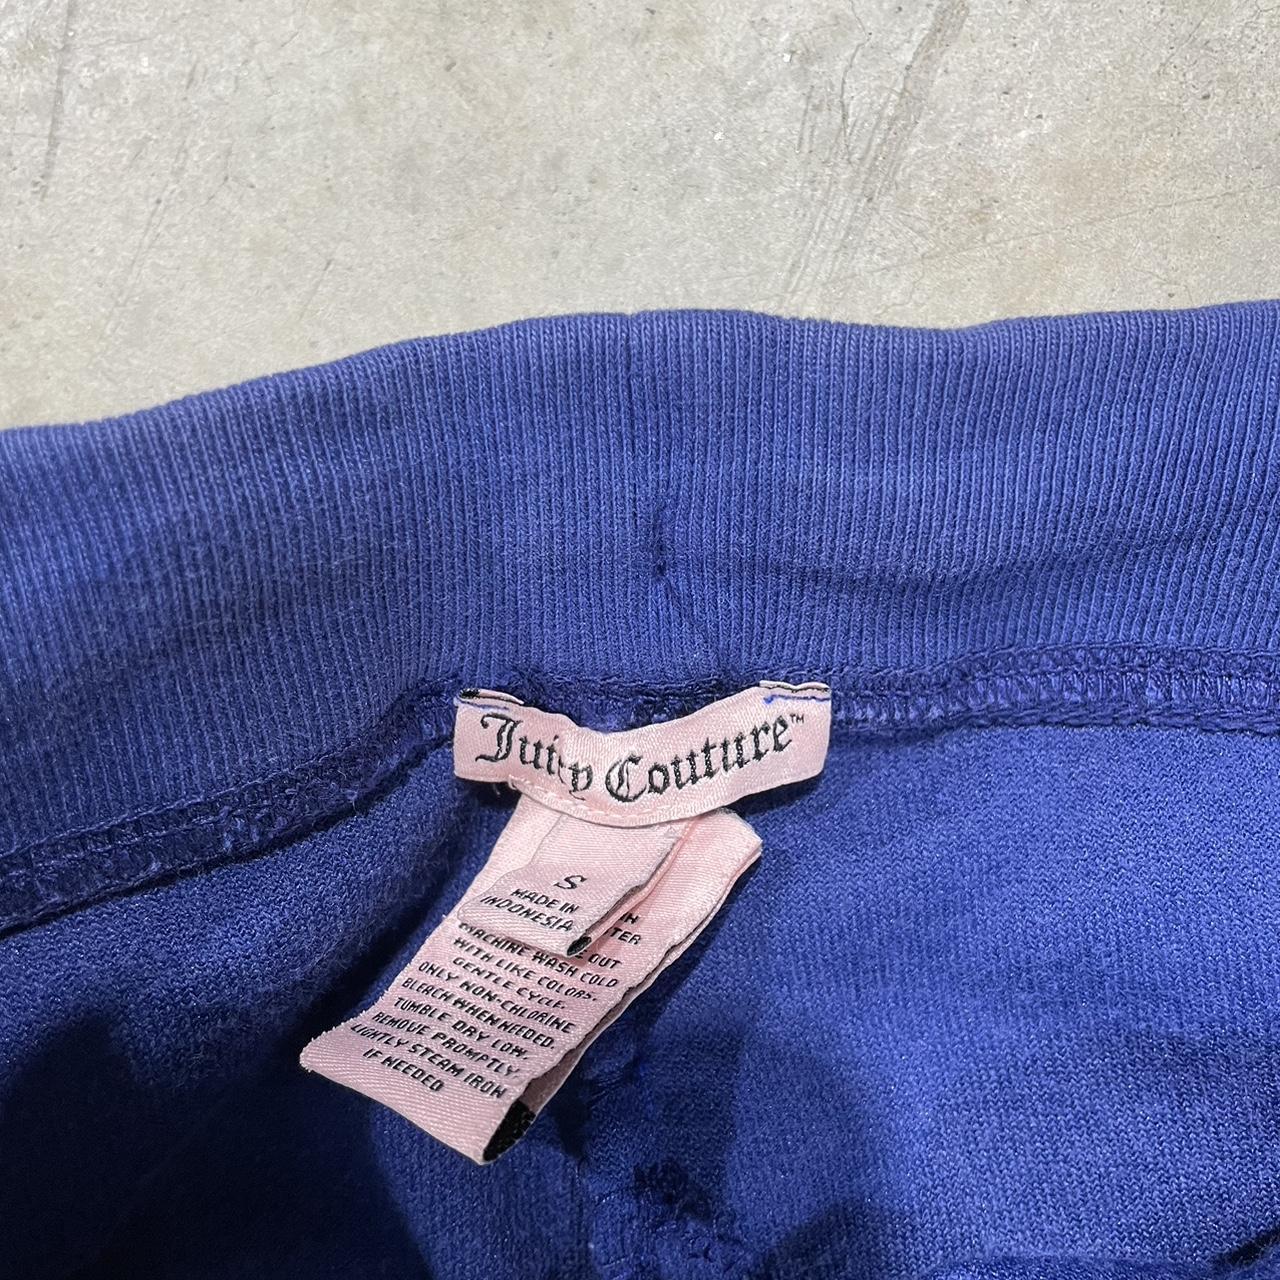 Juicy Couture™
S
MADE IN
INDONESIA
OUT
MACHINE WASH COLD
WITH LIKE COLORS.
GENTLE CYCLE.
ONLY NON-CHLORINE
BLEACH WHEN NEEDED.
TUMBLE DRY LOW.
REMOVE PROMPTLY
LIGHTLY STEAM IRON
IF NEEDED